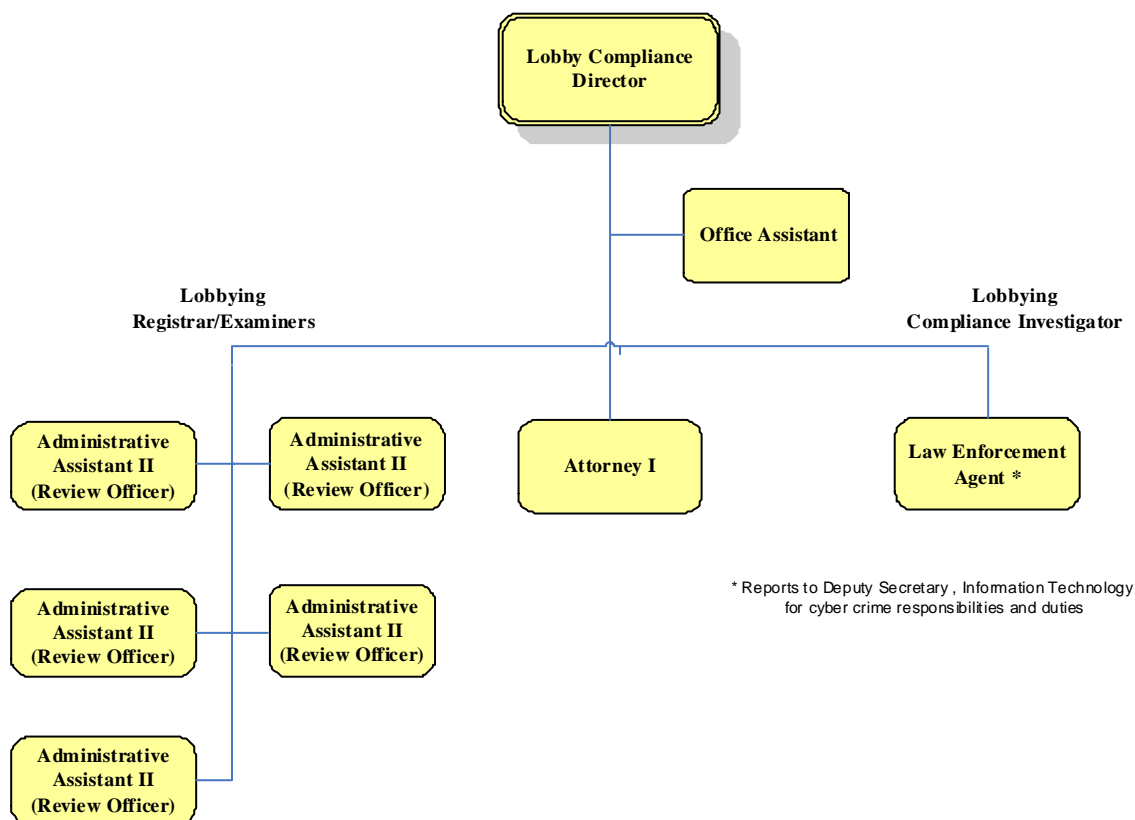 Lobby Compliance
Director
Office Assistant
Lobbying
Registrar/Examiners
Lobbying
Compliance Investigator
Administrative
Assistant II
(Review Officer)
Administrative
Assistant II
(Review Officer)
Attorney I
Law Enforcement
Agent *
Administrative
Assistant II
(Review Officer)
Administrative
Assistant II
(Review Officer)
* Reports to Deputy Secretary , Information Technology
for cyber crime responsibilities and duties
Administrative
Assistant II
(Review Officer)